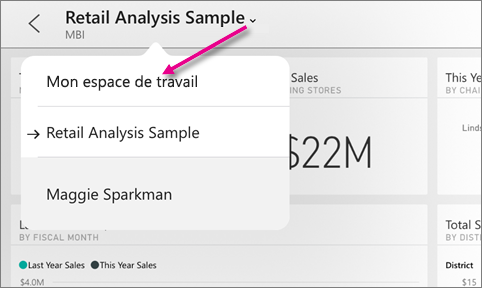 Retail Analysis Sample
MBI
Mon espace de travail
Retail Analysis Sample
Maggie Sparkman
Sales
ING STORES
$22M
This Ye
BY CHAI
Linds
BY FISCAL MONTH
Last Year Sales This Year Sales
$4.0M
Total S
BY DISTR
District
$15